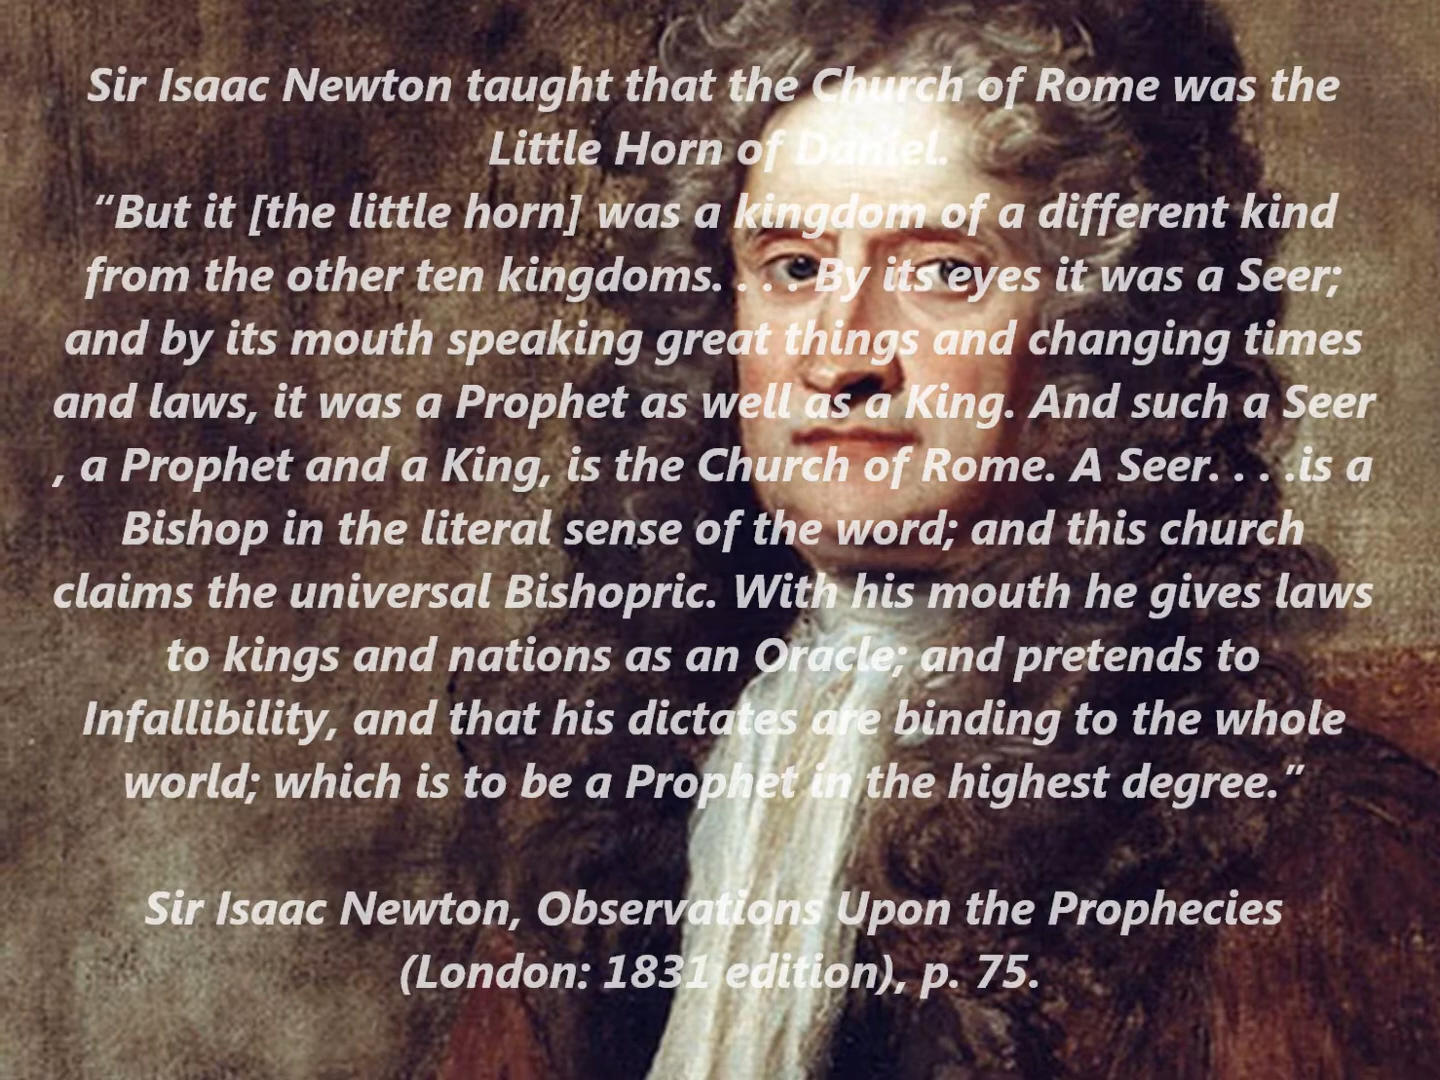 Sir Isaac Newton taught that the Church of Rome was the
Little Horn of Daniel.
“But it [the little horn] was a kingdom of a different kind
from the other ten kingdoms. . . . By its eyes it was a Seer;
and by its mouth speaking great things and changing times
and laws, it was a Prophet as well as a King. And such a Seer
, a Prophet and a King, is the Church of Rome. A Seer. . . .is a
Bishop in the literal sense of the word; and this church
claims the universal Bishopric. With his mouth he gives laws
to kings and nations as an Oracle; and pretends to
Infallibility, and that his dictates are binding to the whole
world; which is to be a Prophet in the highest degree.”
Sir Isaac Newton, Observations Upon the Prophecies
(London: 1831 edition), p. 75.